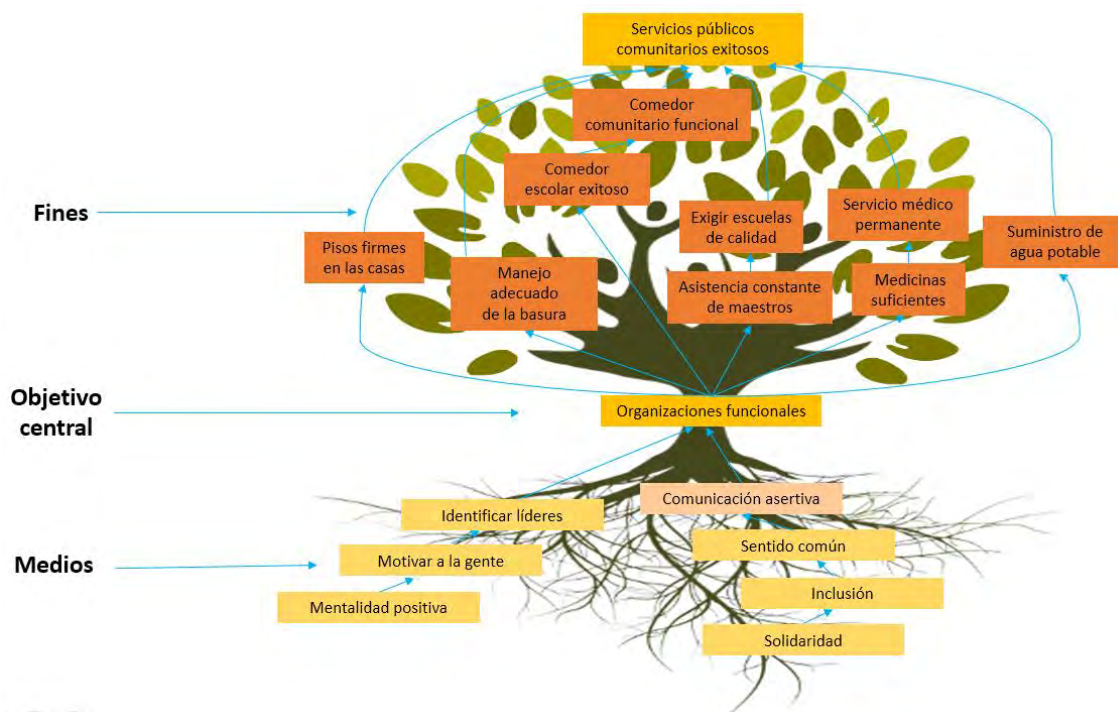 Servicios públicos
comunitarios exitosos
Comedor
comunitario funcional
Comedor
escolar exitoso
Fines
Exigir escuelas
de calidad
Servicio médico
permanente
Pisos firmes
en las casas
Suministro de
agua potable
Manejo
adecuado
de la basura
Asistencia constante
de maestros
Medicinas
suficientes
Objetivo
central
Organizaciones funcionales
Comunicación asertiva
Identificar líderes
Sentido común
Medios
Motivar a la gente
Inclusión
Mentalidad positiva
Solidaridad